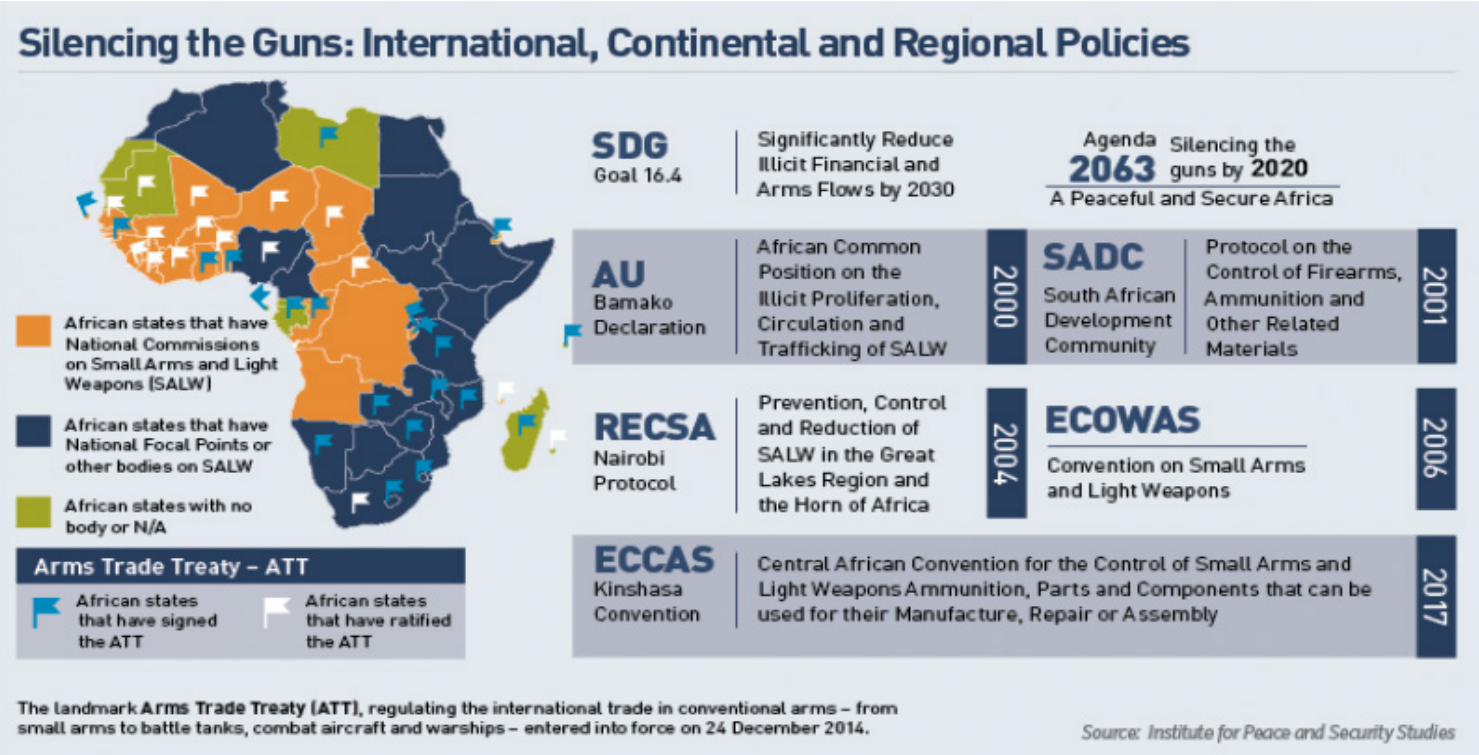 Silencing the Guns: International, Continental and Regional Policies
SDG
Goal 16.4
Significantly Reduce
Illicit Financial and
Arms Flows by 2030
Agenda
2063
Silencing the
guns by 2020
A Peaceful and Secure Africa
AU
Bamako
Declaration
African Common
Position on the
Illicit Proliferation,
Circulation and
Trafficking of SALW
2000
SADC
South African
Development
Community
Protocol on the
Control of Firearms,
Ammunition and
Other Related
Materials
2001
RECSA
Nairobi
Protocol
Prevention, Control
and Reduction of
SALW in the Great
Lakes Region and
the Horn of Africa
2004
ECOWAS
Convention on Small Arms
and Light Weapons
2006
ECCAS
Kinshasa
Convention
Central African Convention for the Control of Small Arms and
Light Weapons Ammunition, Parts and Components that can be
used for their Manufacture, Repair or Assembly
2017
African states that have
National Commissions
on Small Arms and Light
Weapons (SALW)
African states that have
National Focal Points or
other bodies on SALW
African states with no
body or N/A
Arms Trade Treaty – ATT
African states
that have signed
the ATT
African states
that have ratified
the ATT
The landmark Arms Trade Treaty (ATT), regulating the international trade in conventional arms – from
small arms to battle tanks, combat aircraft and warships – entered into force on 24 December 2014.
Source: Institute for Peace and Security Studies